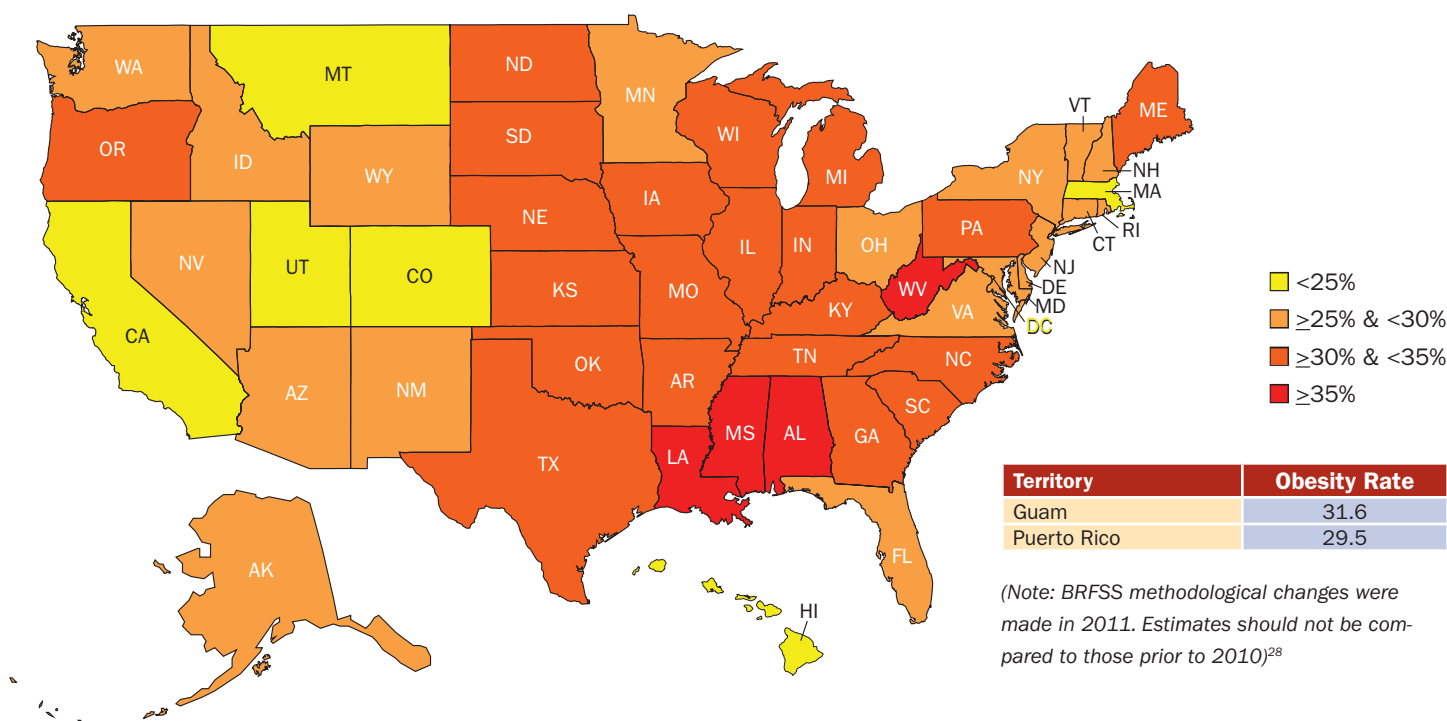 WA
MT
ND
MN
VT
ME
OR
ID
SD
WI
NH
WY
MI
NY
MA
RI
CT
IA
NE
PA
NV
UT
CO
IL
IN
OH
NJ
DE
MD
DC
WV
VA
KS
MO
KY
CA
AZ
NM
OK
AR
TN
NC
SC
TX
LA
MS
AL
GA
FL
AK
HI
<25%
≥25% & <30%
≥30% & <35%
≥35%
Territory Obesity Rate
Guam 31.6
Puerto Rico 29.5
(Note: BRFSS methodological changes were
made in 2011. Estimates should not be com-
pared to those prior to 2010)28